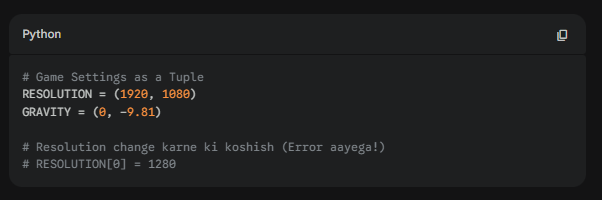 Python
# Game Settings as a Tuple
RESOLUTION = (1920, 1080)
GRAVITY = (0, -9.81)
# Resolution change karne ki koshish (Error aayega!)
# RESOLUTION[0] = 1280